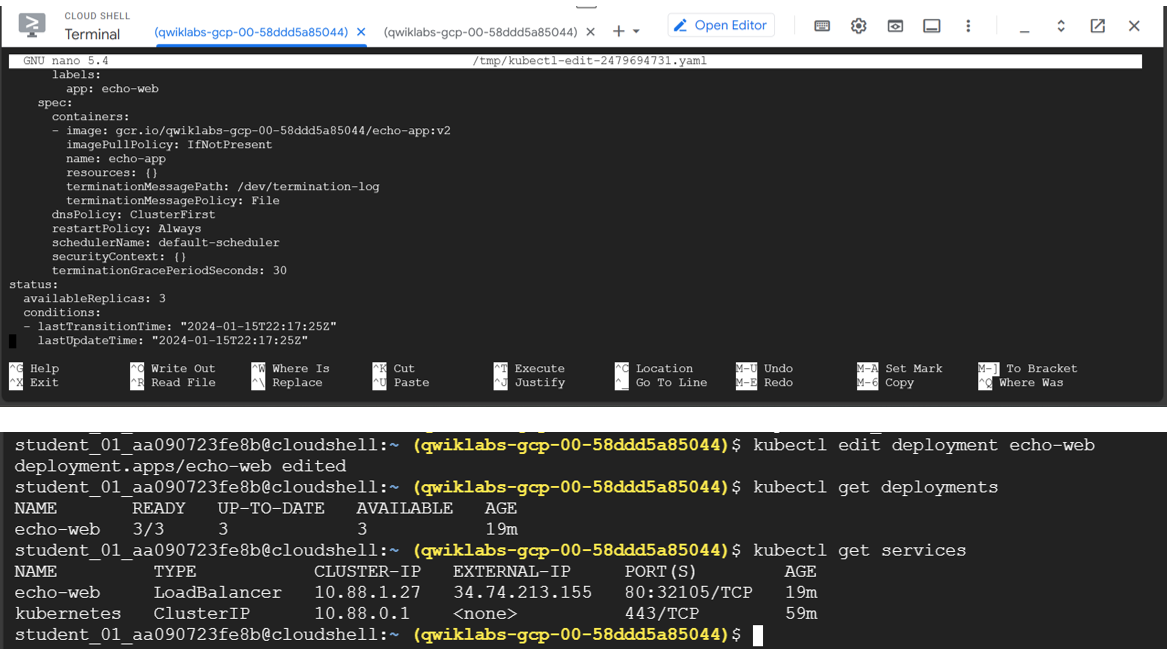 CLOUD SHELL
Terminal
(qwiklabs-gcp-00-58ddd5a85044) × (qwiklabs-gcp-00-58ddd5a85044) × + Open Editor
GNU nano 5.4 /tmp/kubectl-edit-2479694731.yaml
labels:
app: echo-web
spec:
containers:
- image: gcr.io/qwiklabs-gcp-00-58ddd5a85044/echo-app:v2
imagePullPolicy: IfNotPresent
name: echo-app
resources: {}
terminationMessagePath: /dev/termination-log
terminationMessagePolicy: File
dnsPolicy: ClusterFirst
restartPolicy: Always
schedulerName: default-scheduler
securityContext: {}
terminationGracePeriodSeconds: 30
status:
availableReplicas: 3
conditions:
- lastTransitionTime: "2024-01-15T22:17:25Z"
lastUpdateTime: "2024-01-15T22:17:25Z"
^G Help ^O Write Out ^W Where Is ^K Cut ^T Execute ^C Location M-U Undo M-A Set Mark M-] To Bracket
^X Exit ^R Read File ^\ Replace ^U Paste ^J Justify ^_ Go To Line M-E Redo M-6 Copy ^Q Where Was
student_01_aa090723fe8b@cloudshell:~ (qwiklabs-gcp-00-58ddd5a85044)$ kubectl edit deployment echo-web
deployment.apps/echo-web edited
student_01_aa090723fe8b@cloudshell:~ (qwiklabs-gcp-00-58ddd5a85044)$ kubectl get deployments
NAME READY UP-TO-DATE AVAILABLE AGE
echo-web 3/3 3 3 19m
student_01_aa090723fe8b@cloudshell:~ (qwiklabs-gcp-00-58ddd5a85044)$ kubectl get services
NAME TYPE CLUSTER-IP EXTERNAL-IP PORT(S) AGE
echo-web LoadBalancer 10.88.1.27 34.74.213.155 80:32105/TCP 19m
kubernetes ClusterIP 10.88.0.1 <none> 443/TCP 59m
student_01_aa090723fe8b@cloudshell:~ (qwiklabs-gcp-00-58ddd5a85044)$